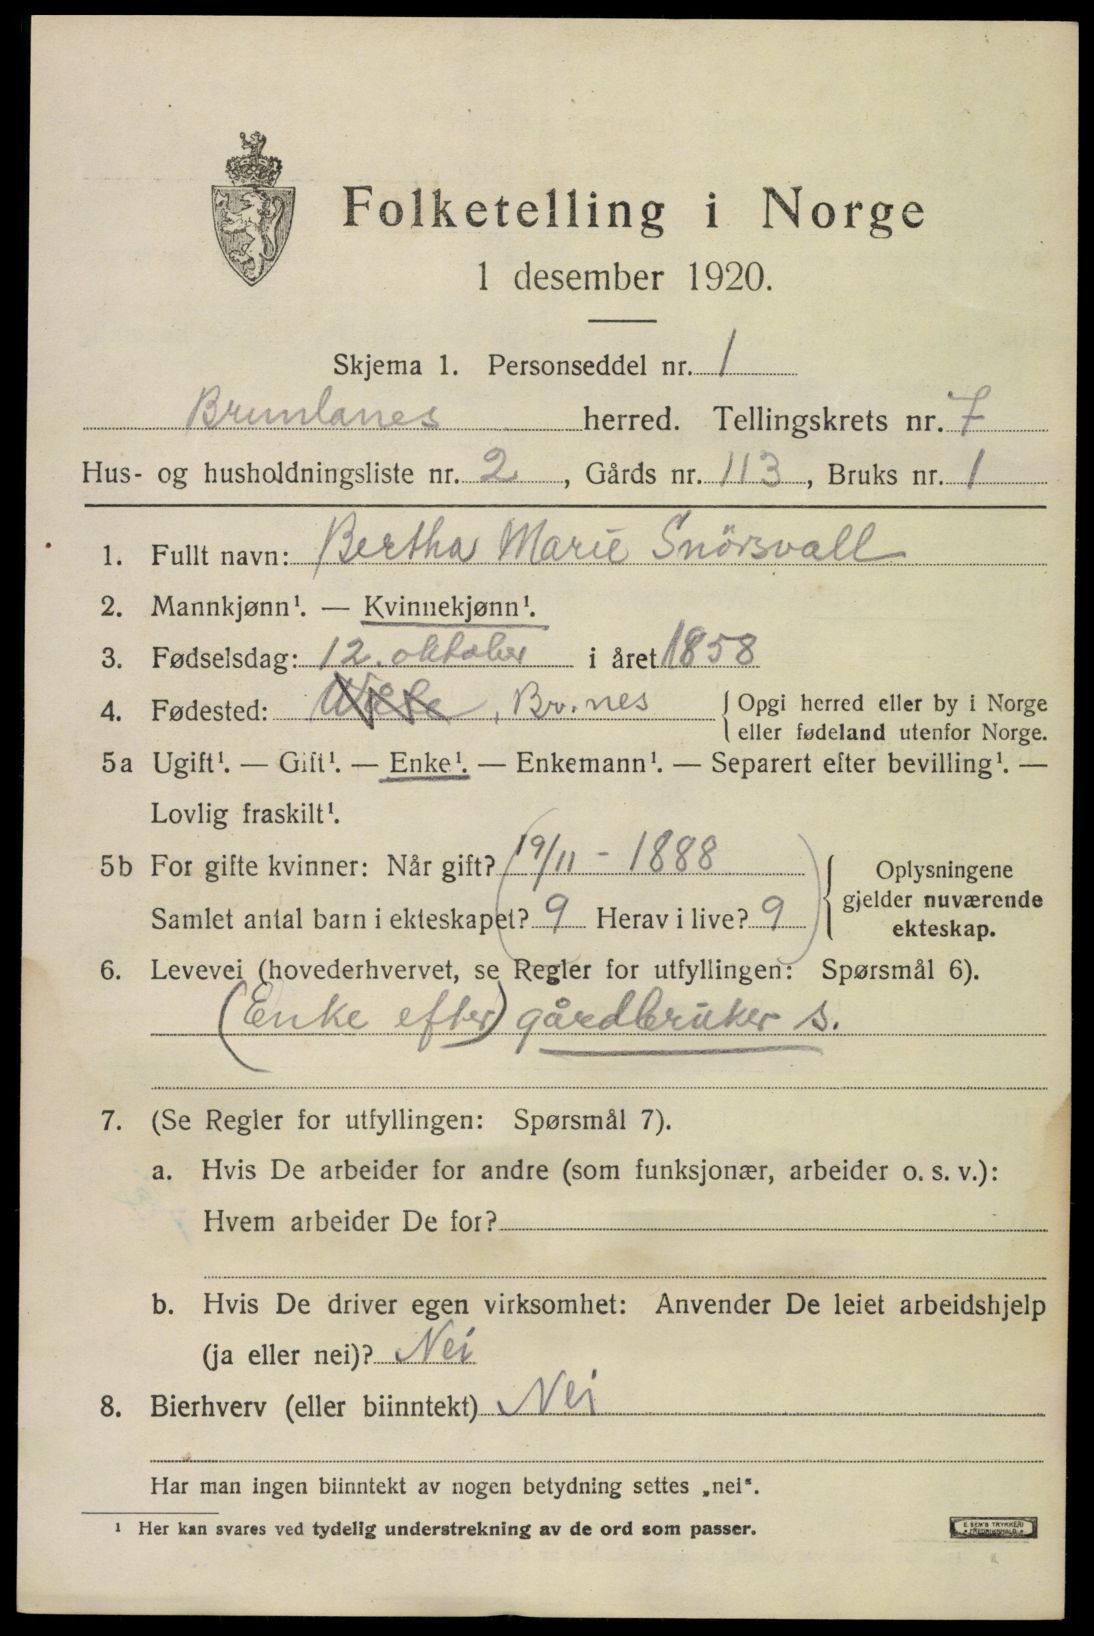 Folketelling i Norge
1 desember 1920.
Skjema 1. Personseddel nr. 1
Brunlanes herred. Tellingskrets nr. 7
Hus- og husholdningsliste nr. 2, Gårds nr. 113, Bruks nr. 1
1. Fullt navn: Bertha Marie Snörsvall
2. Mannkjønn¹. — Kvinnekjønn¹.
3. Fødselsdag: 12. oktober i året 1858
4. Fødested: , Br.nes {Opgi herred eller by i Norge
eller fødeland utenfor Norge.
5a Ugift¹. — Gift¹. — Enke¹. — Enkemann¹. — Separert efter bevilling¹. —
Lovlig fraskilt¹.
5b For gifte kvinner: Når gift? (19/11 - 1888
Samlet antal barn i ekteskapet? 9 Herav i live? 9)
{Oplysningene
gjelder nuværende
ekteskap.
6. Levevei (hovederhvervet, se Regler for utfyllingen: Spørsmål 6).
(Enke efter) gårdbruker s.
7. (Se Regler for utfyllingen: Spørsmål 7).
a. Hvis De arbeider for andre (som funksjonær, arbeider o. s. v.):
Hvem arbeider De for?
b. Hvis De driver egen virksomhet: Anvender De leiet arbeidshjelp
(ja eller nei)? Nei
8. Bierhverv (eller biinntekt) Nei
Har man ingen biinntekt av nogen betydning settes „nei“.
¹ Her kan svares ved tydelig understrekning av de ord som passer.